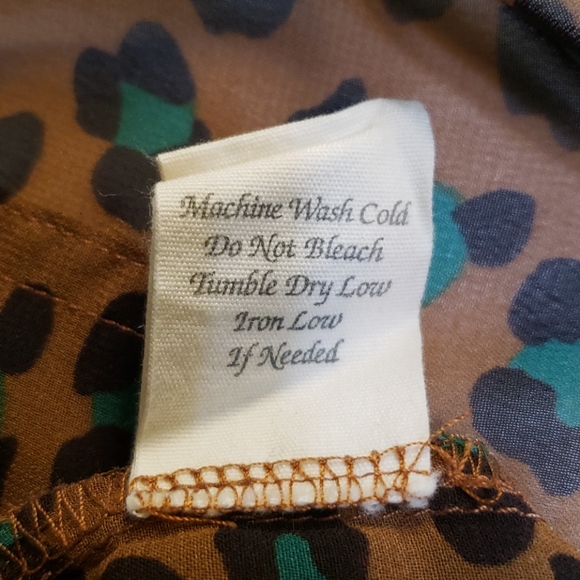 Machine Wash Cold
Do Not Bleach
Tumble Dry Low
Iron Low
If Needed